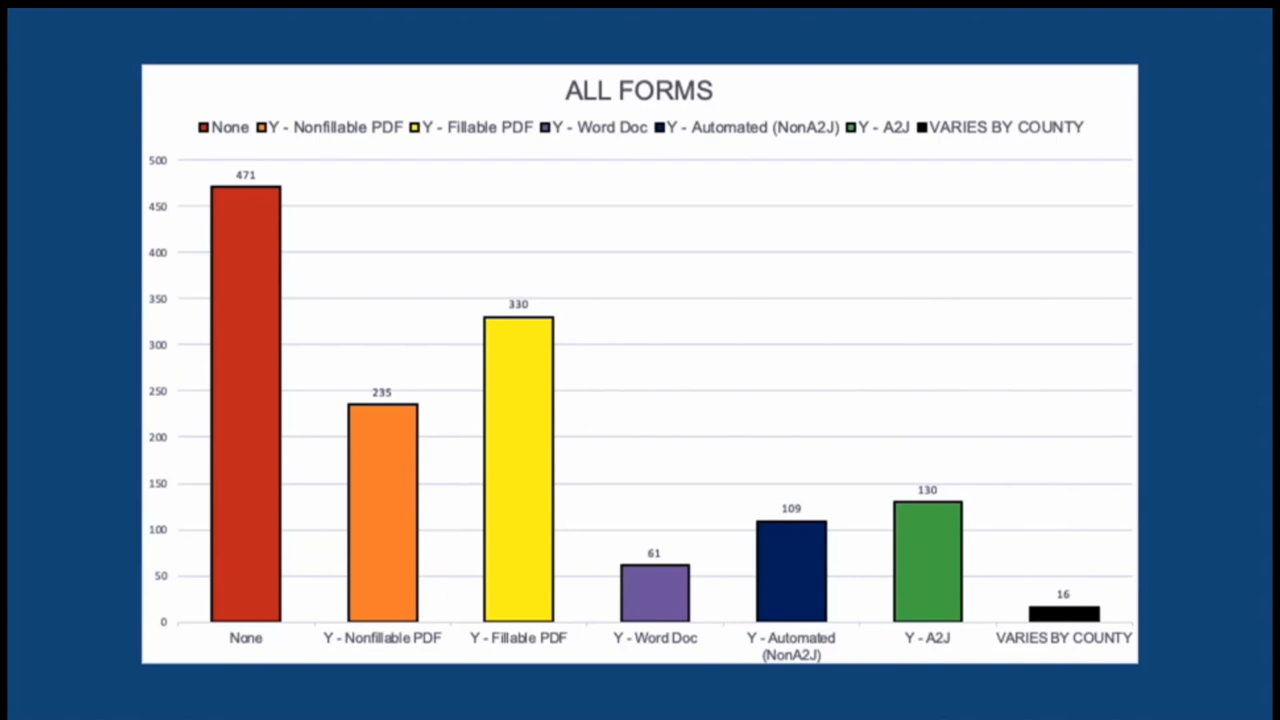 ALL FORMS
None Y - Nonfillable PDF Y - Fillable PDF Y - Word Doc Y - Automated (NonA2J) Y - A2J VARIES BY COUNTY
500
450
400
350
300
250
200
150
100
50
0
471
235
330
61
109
130
16
None
Y - Nonfillable PDF
Y - Fillable PDF
Y - Word Doc
Y - Automated
(NonA2J)
Y - A2J
VARIES BY COUNTY